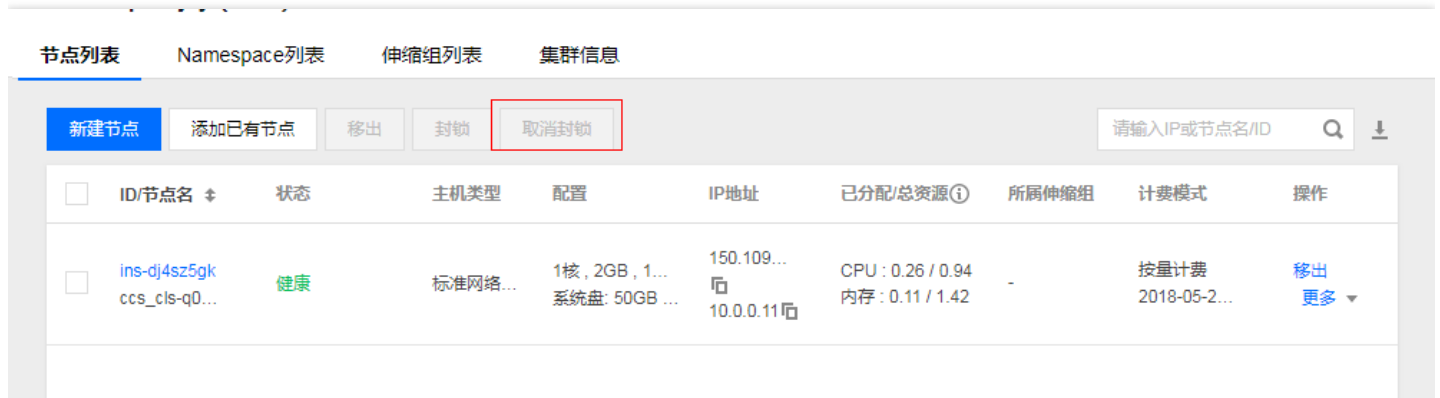 节点列表 Namespace列表 伸缩组列表 集群信息
新建节点 添加已有节点 移出 封锁 取消封锁 请输入IP或节点名/ID
ID/节点名 状态 主机类型 配置 IP地址 已分配/总资源 所属伸缩组 计费模式 操作
ins-dj4sz5gk 健康 标准网络... 1核 , 2GB , 1... 150.109... CPU : 0.26 / 0.94 - 按量计费 移出
ccs_cls-q0... 系统盘: 50GB ... 10.0.0.11 内存 : 0.11 / 1.42 2018-05-2... 更多